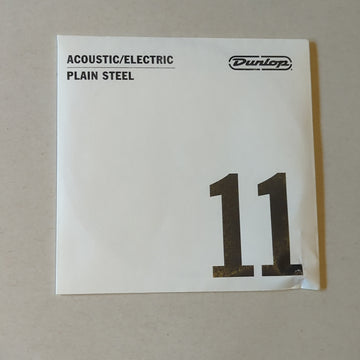 ACOUSTIC/ELECTRIC
PLAIN STEEL
Dunlop
11